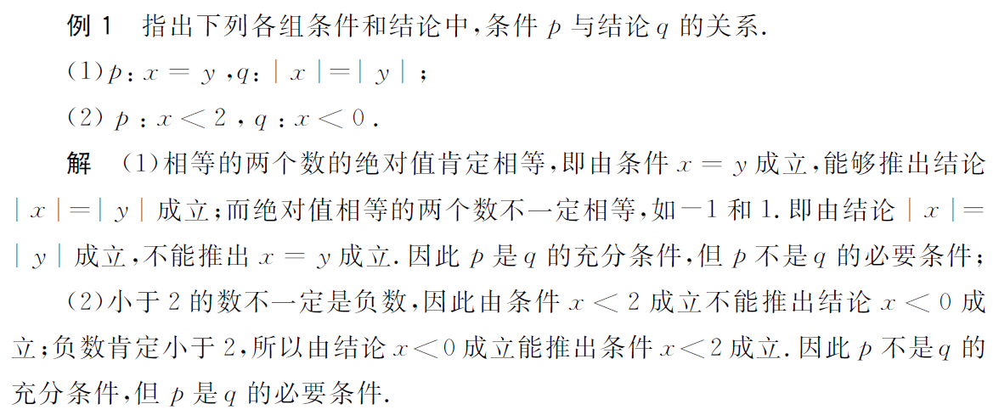 例 1 指出下列各组条件和结论中,条件 p 与结论 q 的关系.
(1) p: x = y ,q: | x |=| y | ;
(2) p : x < 2 , q : x < 0 .
解 (1)相等的两个数的绝对值肯定相等,即由条件 x = y 成立,能够推出结论
| x |=| y | 成立;而绝对值相等的两个数不一定相等,如-1 和 1. 即由结论 | x |=
| y | 成立,不能推出 x = y 成立. 因此 p 是 q 的充分条件,但 p 不是 q 的必要条件;
(2)小于 2 的数不一定是负数,因此由条件 x < 2 成立不能推出结论 x < 0 成
立;负数肯定小于 2,所以由结论 x<0 成立能推出条件 x<2 成立. 因此 p 不是 q 的
充分条件,但 p 是 q 的必要条件.